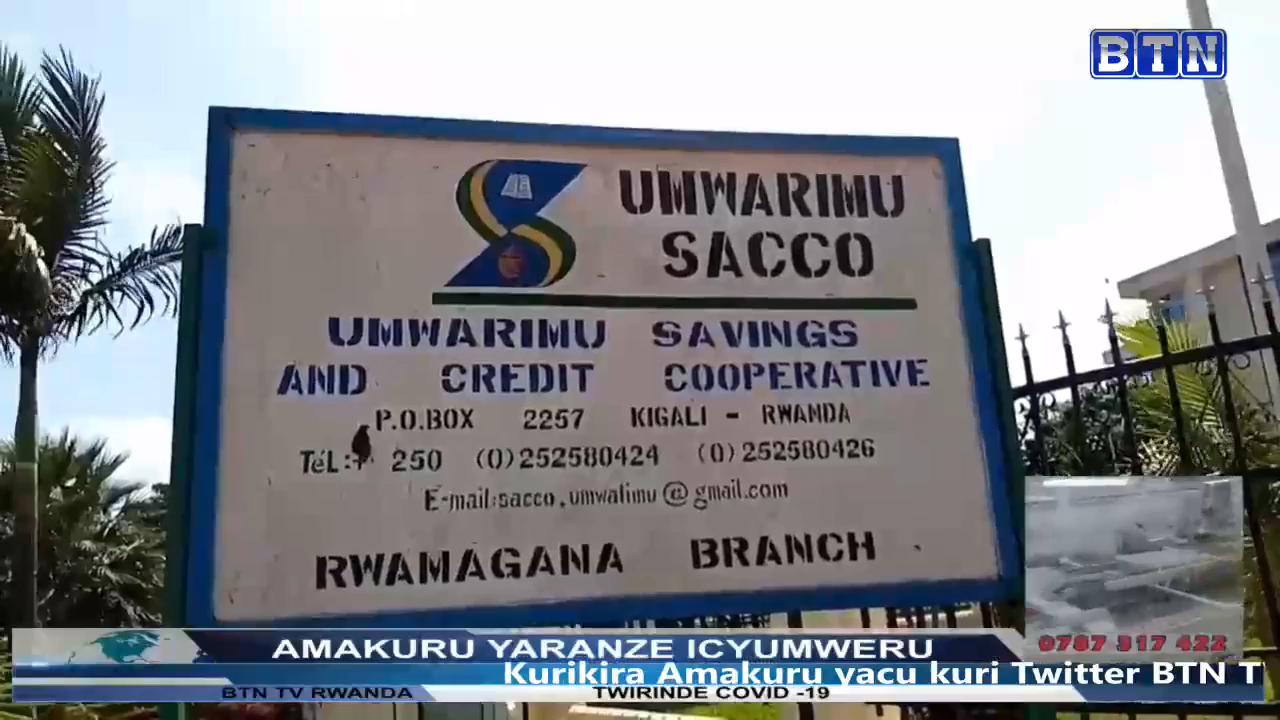 BTN
UMWARIMU
SACCO
UMWARIMU SAVINGS
AND CREDIT COOPERATIVE
P.O.BOX 2257 KIGALI - RWANDA
TéL:+ 250 (0)252580424 (0)252580426
E-mail:sacco.umwalimu@gmail.com
RWAMAGANA BRANCH
0787 317 422
AMAKURU YARANZE ICYUMWERU
Kurikira Amakuru yacu kuri Twitter BTN T
BTN TV RWANDA TWIRINDE COVID -19